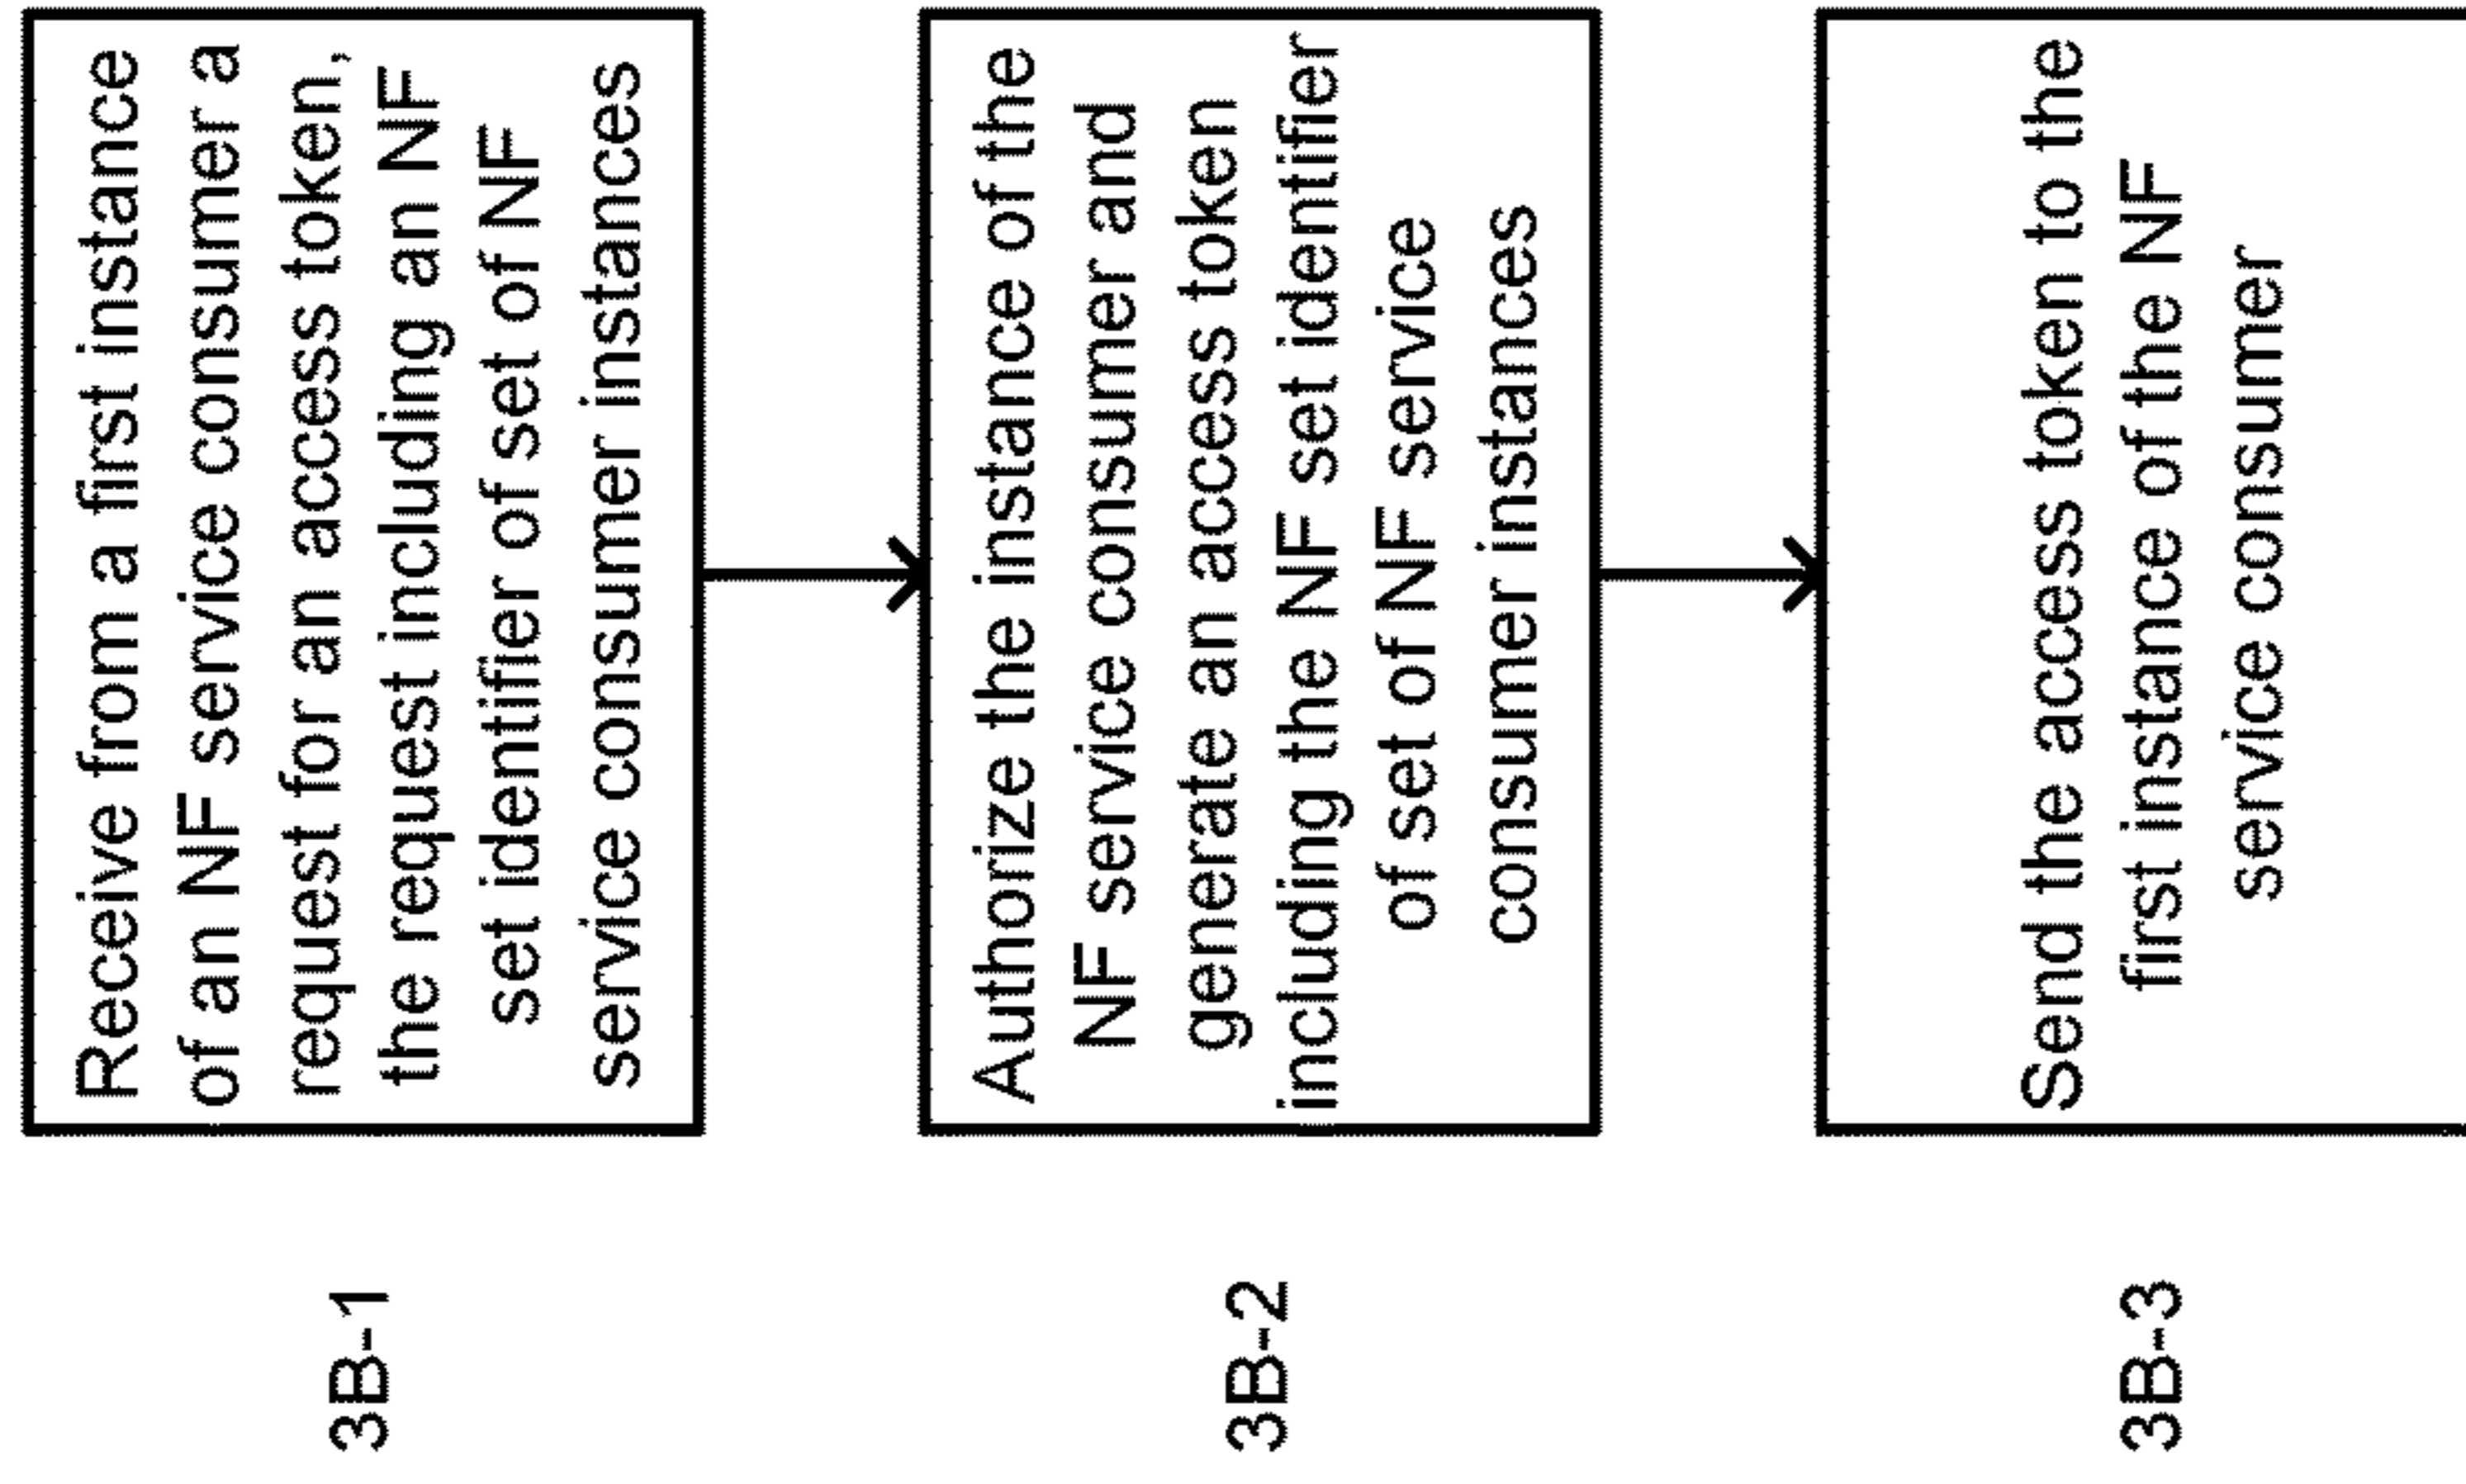 3B-1
Receive from a first instance
of an NF service consumer a
request for an access token,
the request including an NF
set identifier of set of NF
service consumer instances
3B-2
Authorize the instance of the
NF service consumer and
generate an access token
including the NF set identifier
of set of NF service
consumer instances
3B-3
Send the access token to the
first instance of the NF
service consumer